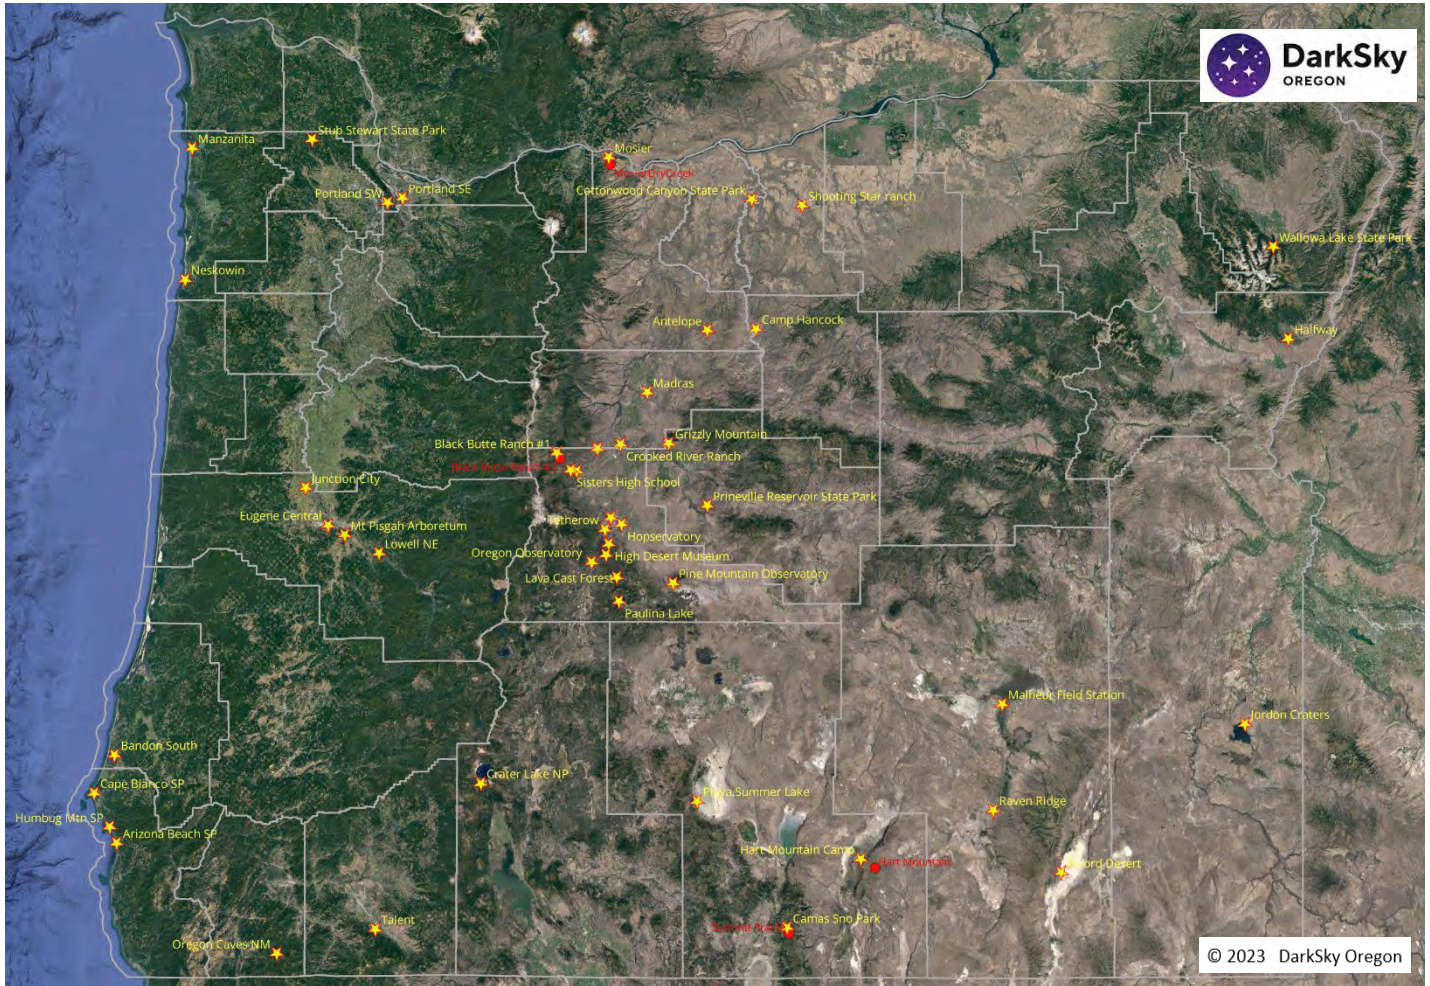 DarkSky
OREGON
Stub Stewart State Park
Manzanita
Mosier
MosierDryCreek
Portland SW
Portland SE
Cottonwood Canyon State Park
Shooting Star ranch
Wallowa Lake State Park
Neskowin
Antelope
Camp Hancock
Halfway
Madras
Grizzly Mountain
Black Butte Ranch #1
Crooked River Ranch
Sisters High School
Junction City
Prineville Reservoir State Park
Eugene Central
Mt Pisgah Arboretum
Tetherow
Hopservatory
Lowell NE
Oregon Observatory
High Desert Museum
Lava Cast Forest
Pine Mountain Observatory
Paulina Lake
Malheur Field Station
Jordon Craters
Bandon South
Crater Lake NP
Cape Blanco SP
Playa Summer Lake
Raven Ridge
Humbug Mtn SP
Arizona Beach SP
Hart Mountain Camp
Hart Mountain
Alvord Desert
Camas Sno Park
Talent
Oregon Caves NM
© 2023 DarkSky Oregon